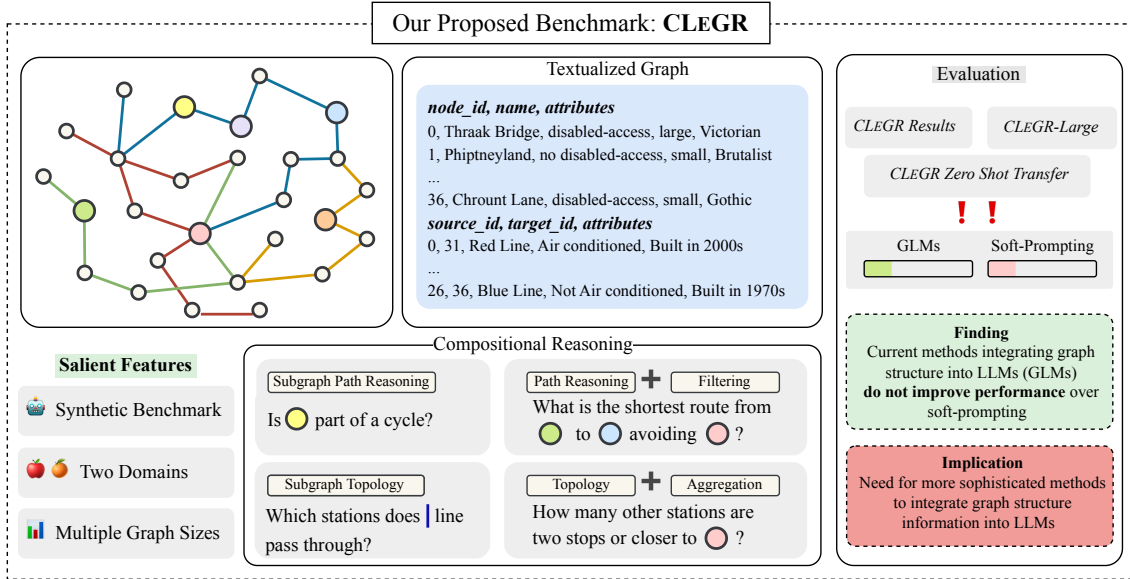 Our Proposed Benchmark: CLEGR
Textualized Graph
node_id, name, attributes
0, Thraak Bridge, disabled-access, large, Victorian
1, Phiptneyland, no disabled-access, small, Brutalist
...
36, Chrount Lane, disabled-access, small, Gothic
source_id, target_id, attributes
0, 31, Red Line, Air conditioned, Built in 2000s
...
26, 36, Blue Line, Not Air conditioned, Built in 1970s
Salient Features
Synthetic Benchmark
Two Domains
Multiple Graph Sizes
Compositional Reasoning
Subgraph Path Reasoning
Is part of a cycle?
Path Reasoning + Filtering
What is the shortest route from
to avoiding ?
Subgraph Topology
Which stations does line
pass through?
Topology + Aggregation
How many other stations are
two stops or closer to ?
Evaluation
CLEGR Results
CLEGR-Large
CLEGR Zero Shot Transfer
! !
GLMs Soft-Prompting
Finding
Current methods integrating graph
structure into LLMs (GLMs)
do not improve performance over
soft-prompting
Implication
Need for more sophisticated methods
to integrate graph structure
information into LLMs